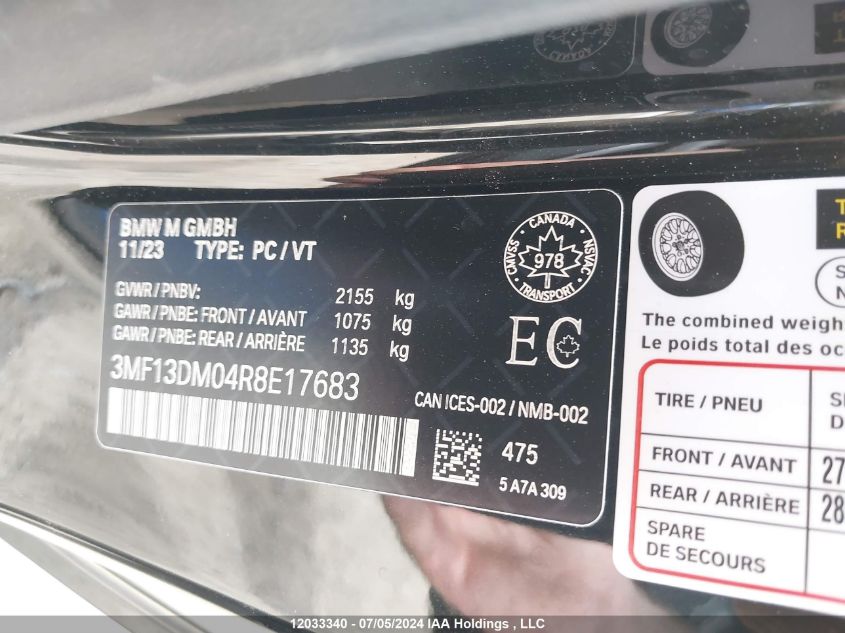 BMW M GMBH
11/23 TYPE: PC / VT
GVWR / PNBV: 2155 kg
GAWR / PNBE: FRONT / AVANT 1075 kg
GAWR / PNBE: REAR / ARRIÈRE 1135 kg
3MF13DM04R8E17683
CANADA
CMVSS
978
NSVAC
TRANSPORT
EC
CAN ICES-002 / NMB-002
475
5 A7A 309
The combined weigh
Le poids total des oc
TIRE / PNEU
FRONT / AVANT 27
REAR / ARRIÈRE 28
SPARE
DE SECOURS
12033340 - 07/05/2024 IAA Holdings , LLC